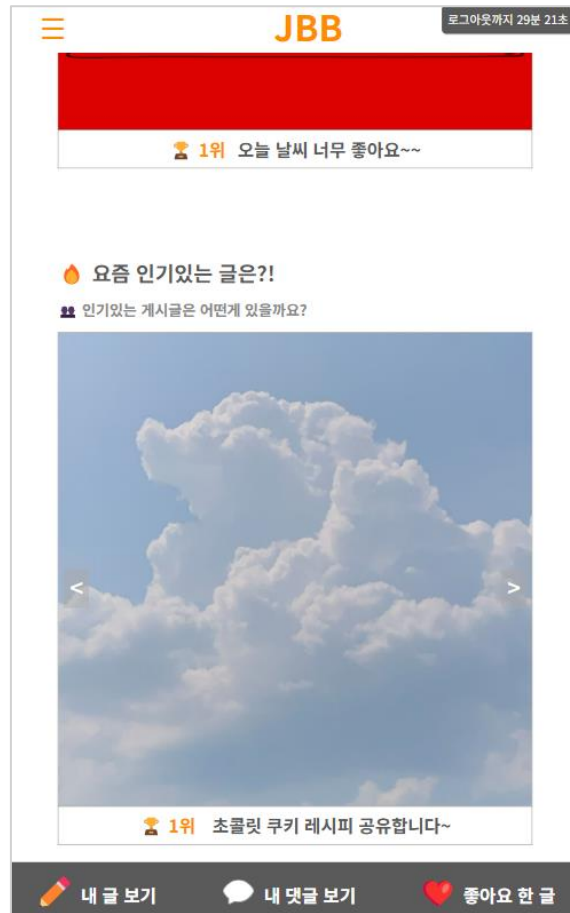 ☰ JBB 로그아웃까지 29분 21초
🏆 1위 오늘 날씨 너무 좋아요~~
🔥 요즘 인기있는 글은?!
👥 인기있는 게시글은 어떤게 있을까요?
< >
🏆 1위 초콜릿 쿠키 레시피 공유합니다~
✏️ 내 글 보기 💬 내 댓글 보기 ❤️ 좋아요 한 글